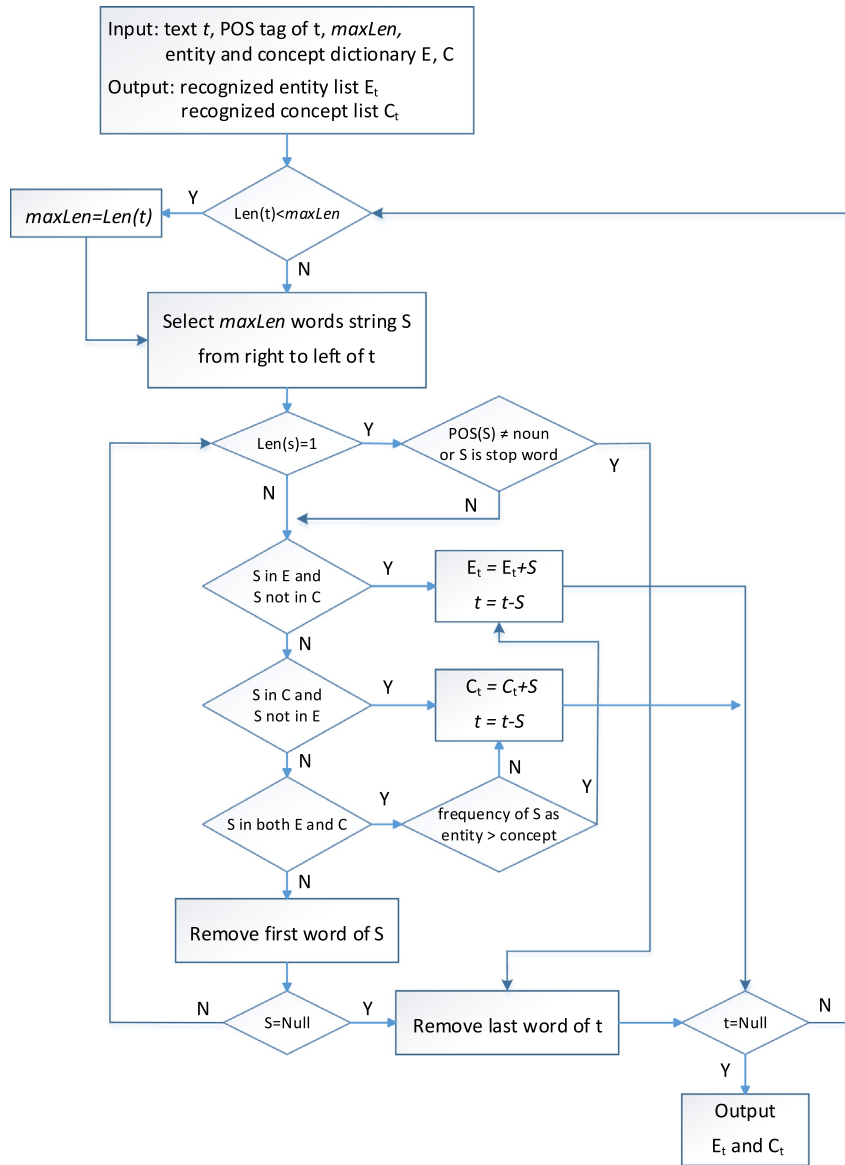 Input: text t, POS tag of t, maxLen,
entity and concept dictionary E, C
Output: recognized entity list Et
recognized concept list Ct
Y
maxLen=Len(t)
Len(t)<maxLen
N
Select maxLen words string S
from right to left of t
Len(s)=1
Y
POS(S) ≠ noun
or S is stop word
Y
N
N
S in E and
S not in C
Y
Et = Et+S
t = t-S
N
S in C and
S not in E
Y
Ct = Ct+S
t = t-S
N
N
S in both E and C
Y
frequency of S as
entity > concept
Y
N
Remove first word of S
N
S=Null
Y
Remove last word of t
t=Null
N
Y
Output
Et and Ct